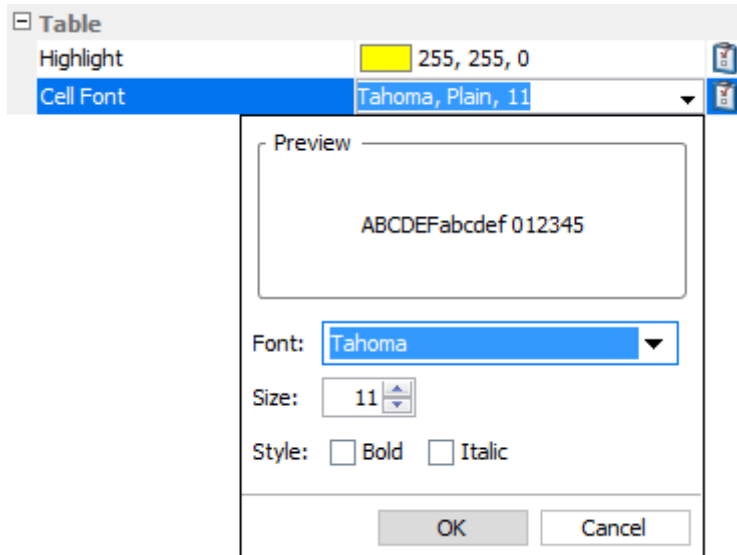 Table
Highlight 255, 255, 0
Cell Font Tahoma, Plain, 11
Preview
ABCDEFabcdef 012345
Font: Tahoma
Size: 11
Style: Bold Italic
OK Cancel